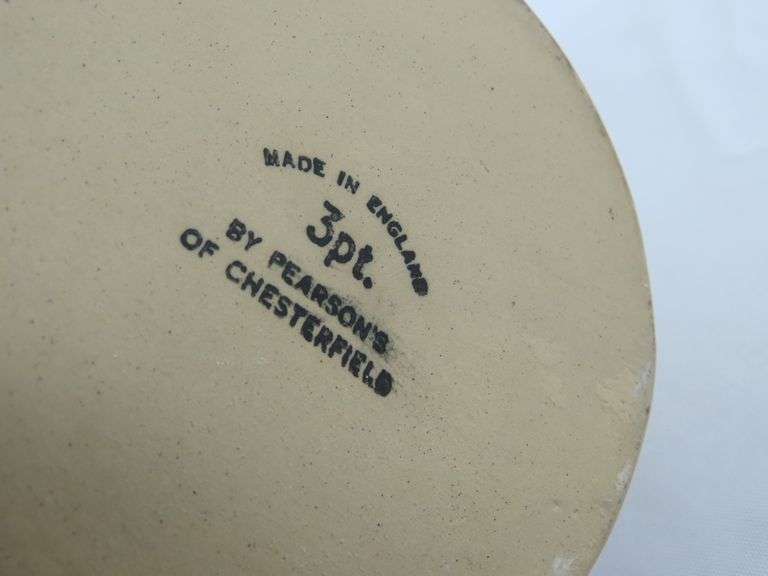 MADE IN ENGLAND
3pt.
BY PEARSON'S
OF CHESTERFIELD